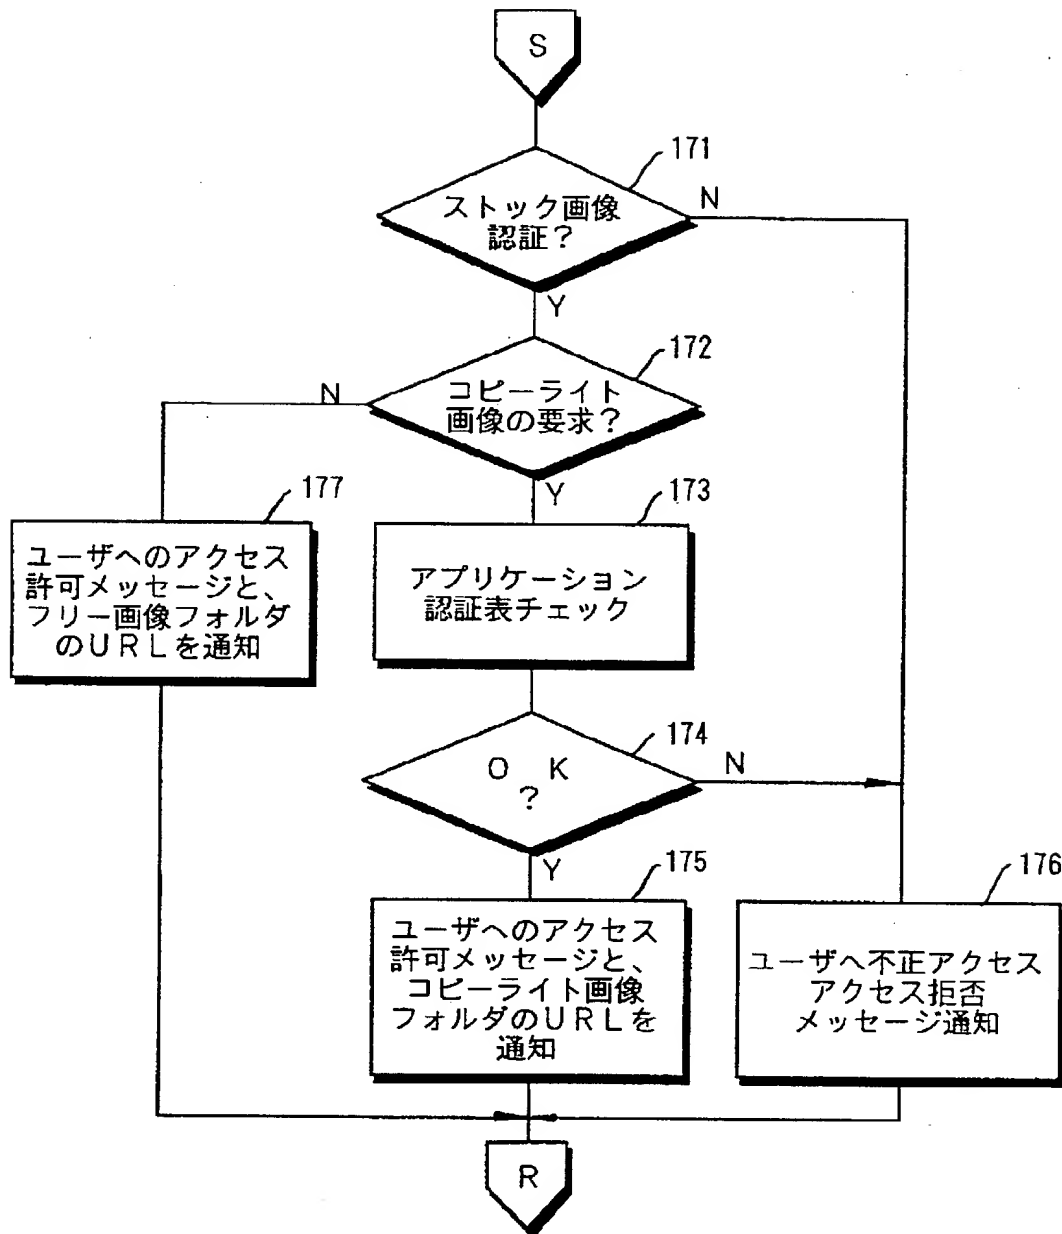 S
171
ストック画像
認証?
N
Y
172
コピーライト
画像の要求?
N
Y
177
ユーザへのアクセス
許可メッセージと、
フリー画像フォルダ
のURLを通知
173
アプリケーション
認証表チェック
174
O K
?
N
Y
175
ユーザへのアクセス
許可メッセージと、
コピーライト画像
フォルダのURLを
通知
176
ユーザへ不正アクセス
アクセス拒否
メッセージ通知
R